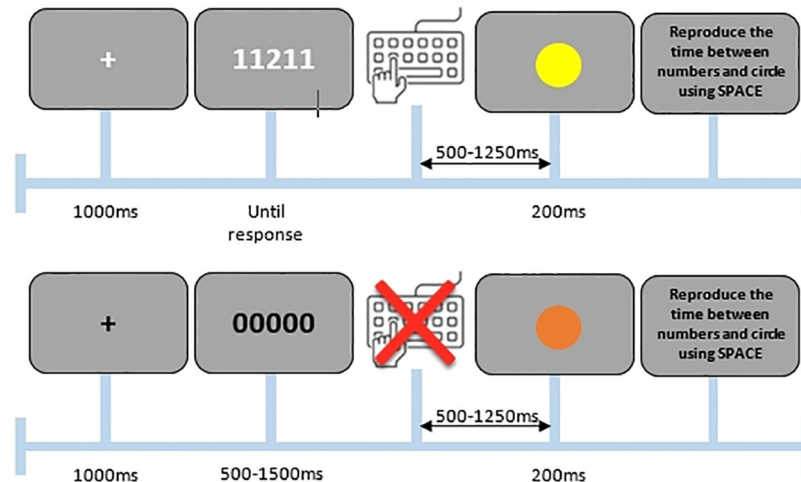 +
11211
Reproduce the
time between
numbers and circle
using SPACE
500-1250ms
1000ms
Until
response
200ms
+
00000
Reproduce the
time between
numbers and circle
using SPACE
500-1250ms
1000ms
500-1500ms
200ms